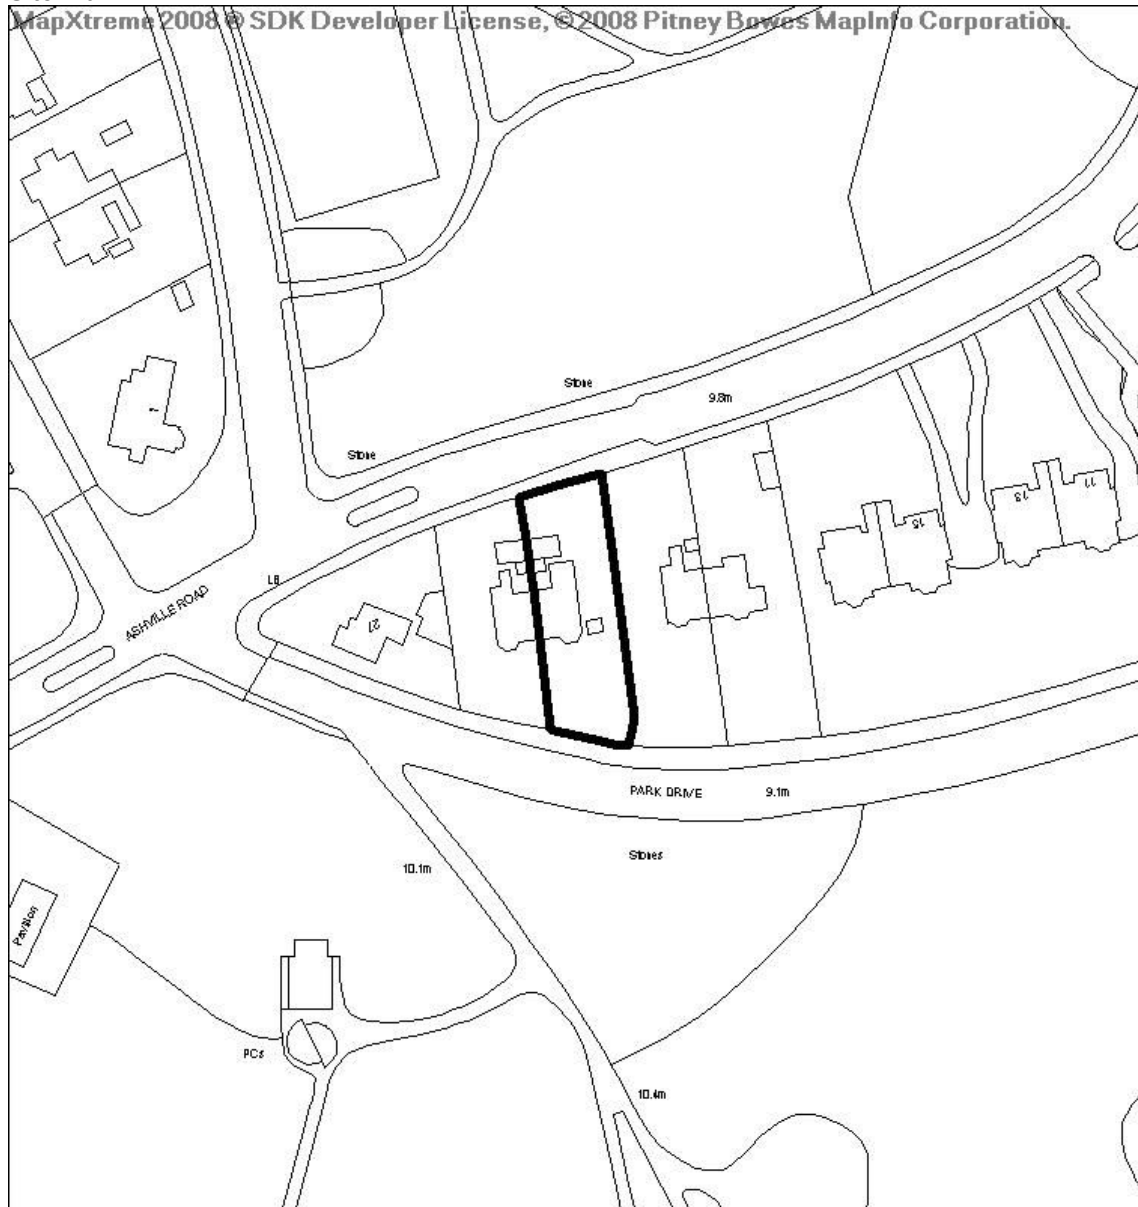 MapXtreme 2008 ® SDK Developer License, © 2008 Pitney Bowes MapInfo Corporation.
Stone
9.8m
Stone
11
13
15
LB
ASHVILLE ROAD
27
PARK DRIVE
9.1m
Stones
10.1m
Pavilion
PCs
10.4m